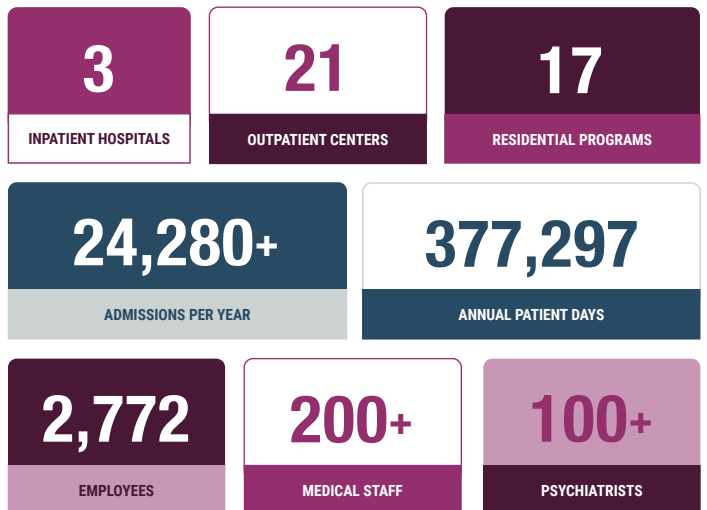 3
INPATIENT HOSPITALS
21
OUTPATIENT CENTERS
17
RESIDENTIAL PROGRAMS
24,280+
ADMISSIONS PER YEAR
377,297
ANNUAL PATIENT DAYS
2,772
EMPLOYEES
200+
MEDICAL STAFF
100+
PSYCHIATRISTS